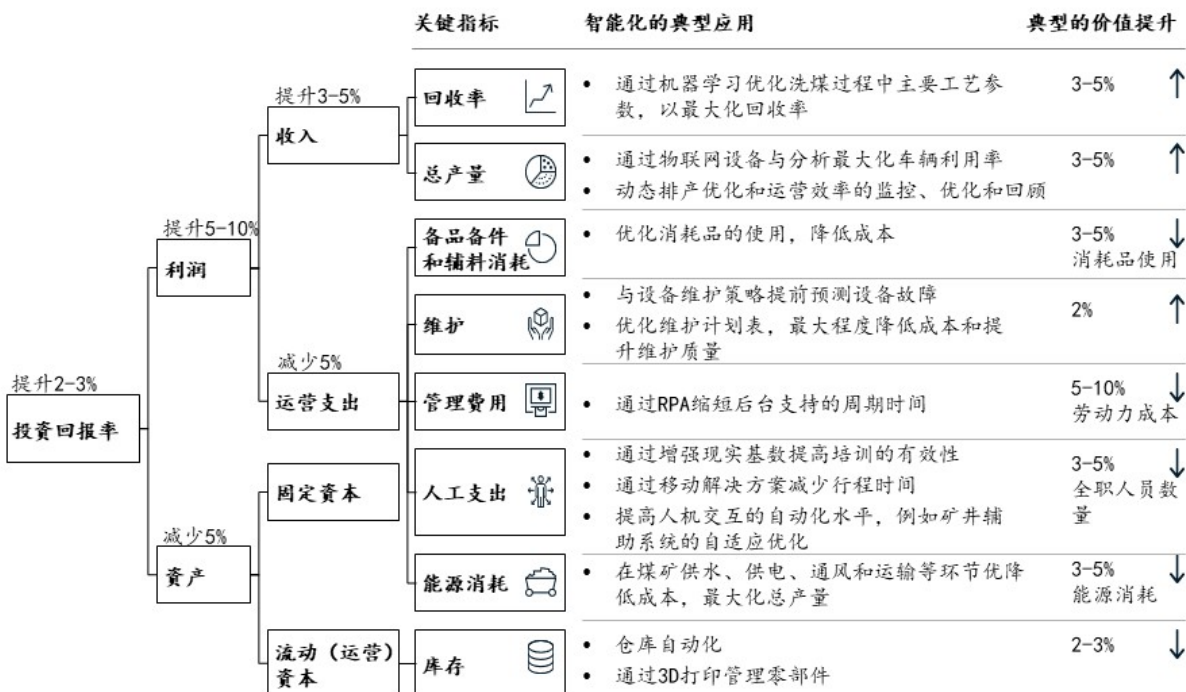 关键指标
智能化的典型应用
典型的价值提升
提升2-3%
投资回报率
提升5-10%
利润
减少5%
资产
提升3-5%
收入
减少5%
运营支出
固定资本
流动（运营）
资本
回收率
• 通过机器学习优化洗煤过程中主要工艺参
数，以最大化回收率
3-5%
总产量
• 通过物联网设备与分析最大化车辆利用率
• 动态排产优化和运营效率的监控、优化和回顾
3-5%
备品备件
和辅料消耗
• 优化消耗品的使用，降低成本
3-5%
消耗品使用
维护
• 与设备维护策略提前预测设备故障
• 优化维护计划表，最大程度降低成本和提
升维护质量
2%
管理费用
• 通过RPA缩短后台支持的周期时间
5-10%
劳动力成本
人工支出
• 通过增强现实基数提高培训的有效性
• 通过移动解决方案减少行程时间
• 提高人机交互的自动化水平，例如矿井辅
助系统的自适应优化
3-5%
全职人员数
量
能源消耗
• 在煤矿供水、供电、通风和运输等环节优降
低成本，最大化总产量
3-5%
能源消耗
库存
• 仓库自动化
• 通过3D打印管理零部件
2-3%